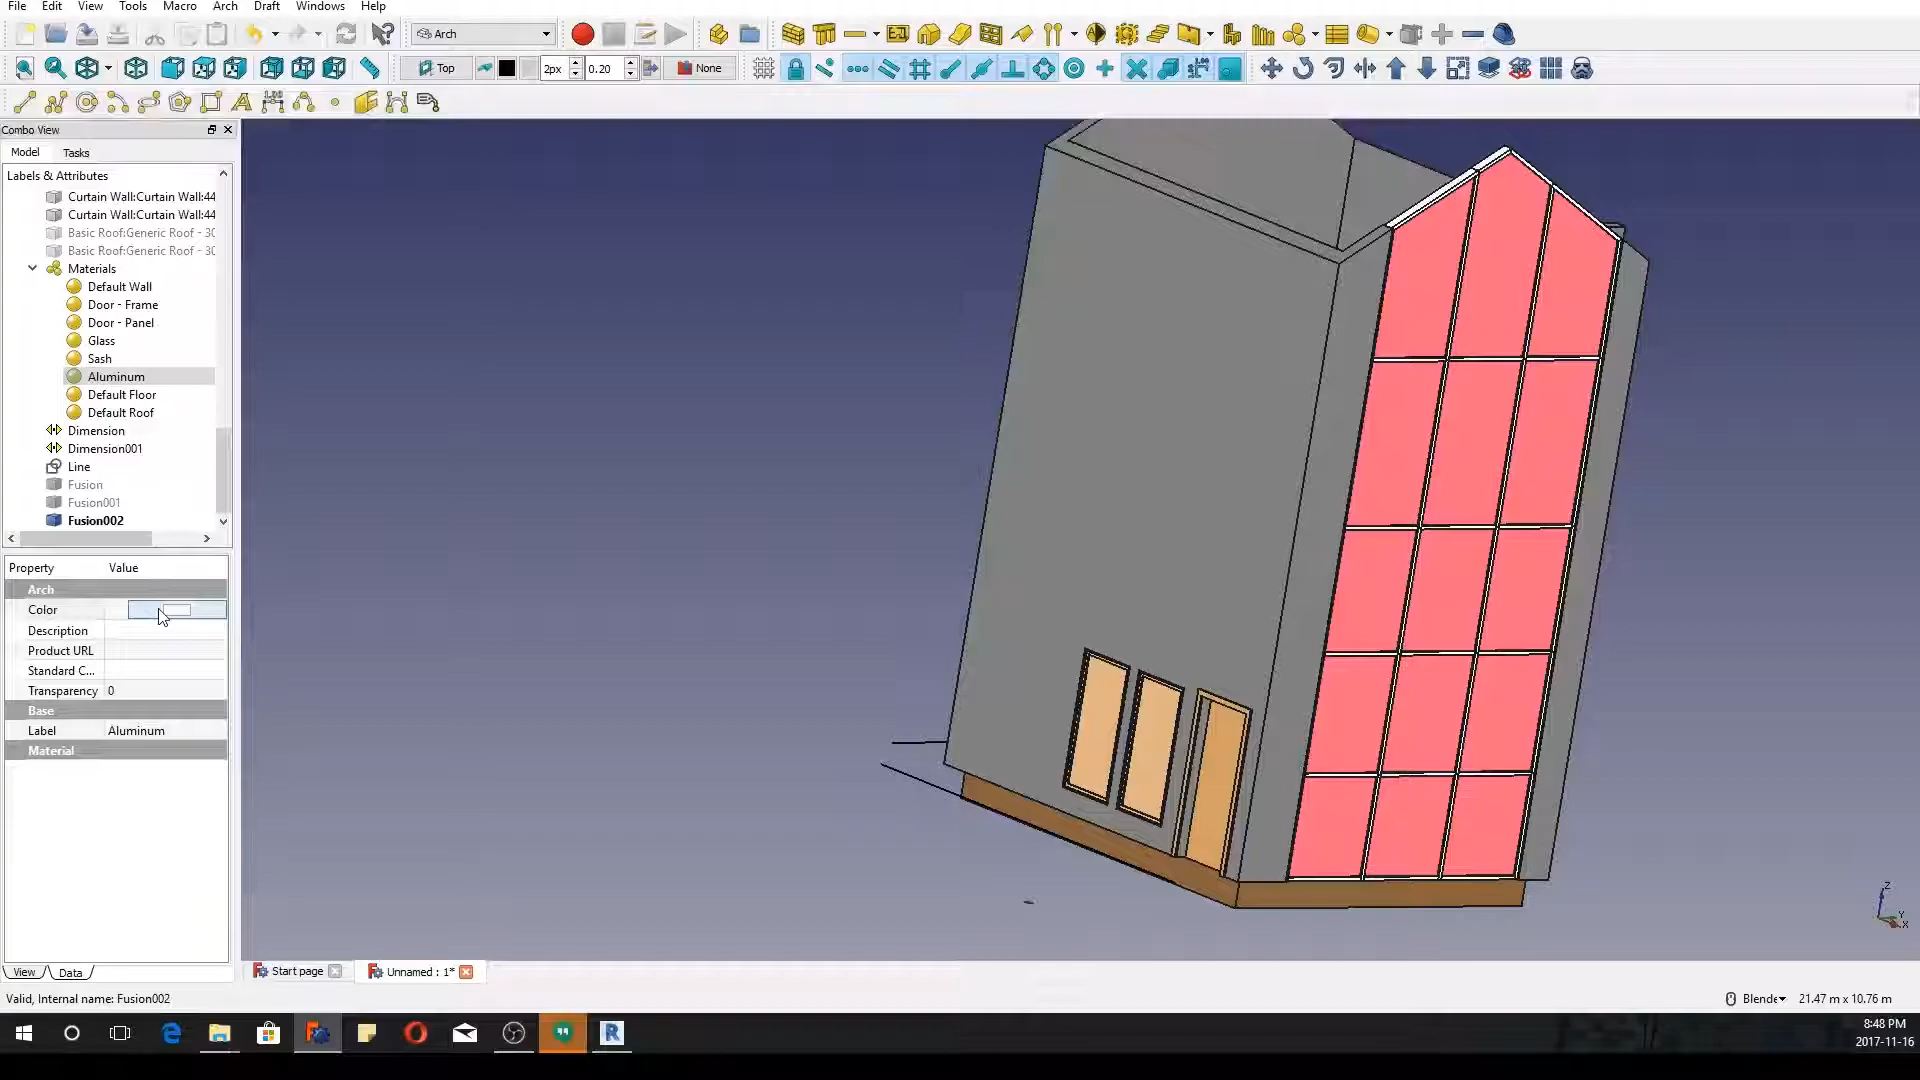 File Edit View Tools Macro Arch Draft Windows Help
Arch
Top 2px 0.20 None
Combo View
Model Tasks
Labels & Attributes
Curtain Wall:Curtain Wall:44
Curtain Wall:Curtain Wall:44
Basic Roof:Generic Roof - 30
Basic Roof:Generic Roof - 30
Materials
Default Wall
Door - Frame
Door - Panel
Glass
Sash
Aluminum
Default Floor
Default Roof
Dimension
Dimension001
Line
Fusion
Fusion001
Fusion002
Property Value
Arch
Color
Description
Product URL
Standard C...
Transparency 0
Base
Label Aluminum
Material
Z
Y
X
View Data
Start page Unnamed : 1*
Valid, Internal name: Fusion002
Blende 21.47 m x 10.76 m
8:48 PM
2017-11-16